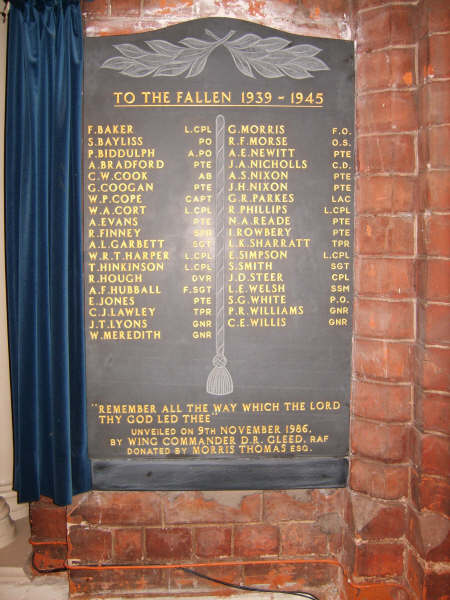 TO THE FALLEN 1939 - 1945
F. BAKER L.CPL
S. BAYLISS PO
P. BIDDULPH A.PO
A. BRADFORD PTE
C.W. COOK AB
G. COOGAN PTE
W.P. COPE CAPT
W.A. CORT L.CPL
A. EVANS PTE
R. FINNEY SPR
A.L. GARBETT SGT
W.R.T. HARPER L.CPL
T. HINKINSON L.CPL
R. HOUGH DVR
A.F. HUBBALL F.SGT
E. JONES PTE
C.J. LAWLEY TPR
J.T. LYONS GNR
W. MEREDITH GNR
G. MORRIS F.O.
R.F. MORSE O.S.
A.E. NEWITT PTE
J.A. NICHOLLS C.D.
A.S. NIXON PTE
J.H. NIXON PTE
G.R. PARKES LAC
R. PHILLIPS L.CPL
N.A. READE PTE
I. ROWBERY PTE
L.K. SHARRATT TPR
E. SIMPSON L.CPL
S. SMITH SGT
J.D. STEER CPL
L.E. WELSH SSM
S.G. WHITE P.O.
P.R. WILLIAMS GNR
C.E. WILLIS GNR
"REMEMBER ALL THE WAY WHICH THE LORD
THY GOD LED THEE"
UNVEILED ON 9TH NOVEMBER 1986,
BY WING COMMANDER D.R. GLEED, RAF
DONATED BY MORRIS THOMAS ESQ.